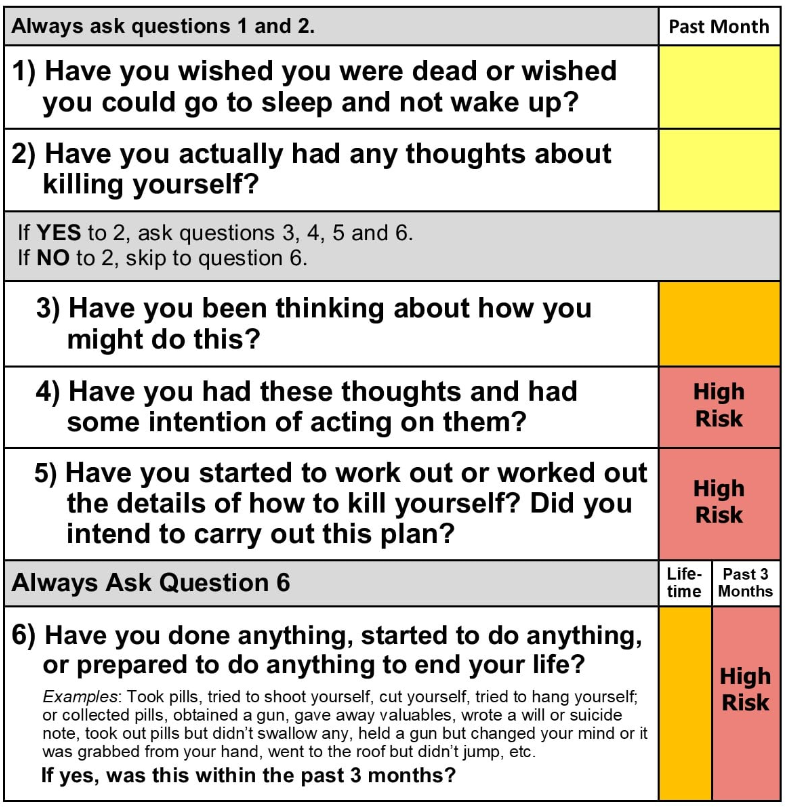 Always ask questions 1 and 2.
Past Month
1) Have you wished you were dead or wished
you could go to sleep and not wake up?
2) Have you actually had any thoughts about
killing yourself?
If YES to 2, ask questions 3, 4, 5 and 6.
If NO to 2, skip to question 6.
3) Have you been thinking about how you
might do this?
4) Have you had these thoughts and had
some intention of acting on them?
High
Risk
5) Have you started to work out or worked out
the details of how to kill yourself? Did you
intend to carry out this plan?
High
Risk
Always Ask Question 6
Life-
time
Past 3
Months
6) Have you done anything, started to do anything,
or prepared to do anything to end your life?
Examples: Took pills, tried to shoot yourself, cut yourself, tried to hang yourself;
or collected pills, obtained a gun, gave away valuables, wrote a will or suicide
note, took out pills but didn't swallow any, held a gun but changed your mind or it
was grabbed from your hand, went to the roof but didn't jump, etc.
If yes, was this within the past 3 months?
High
Risk